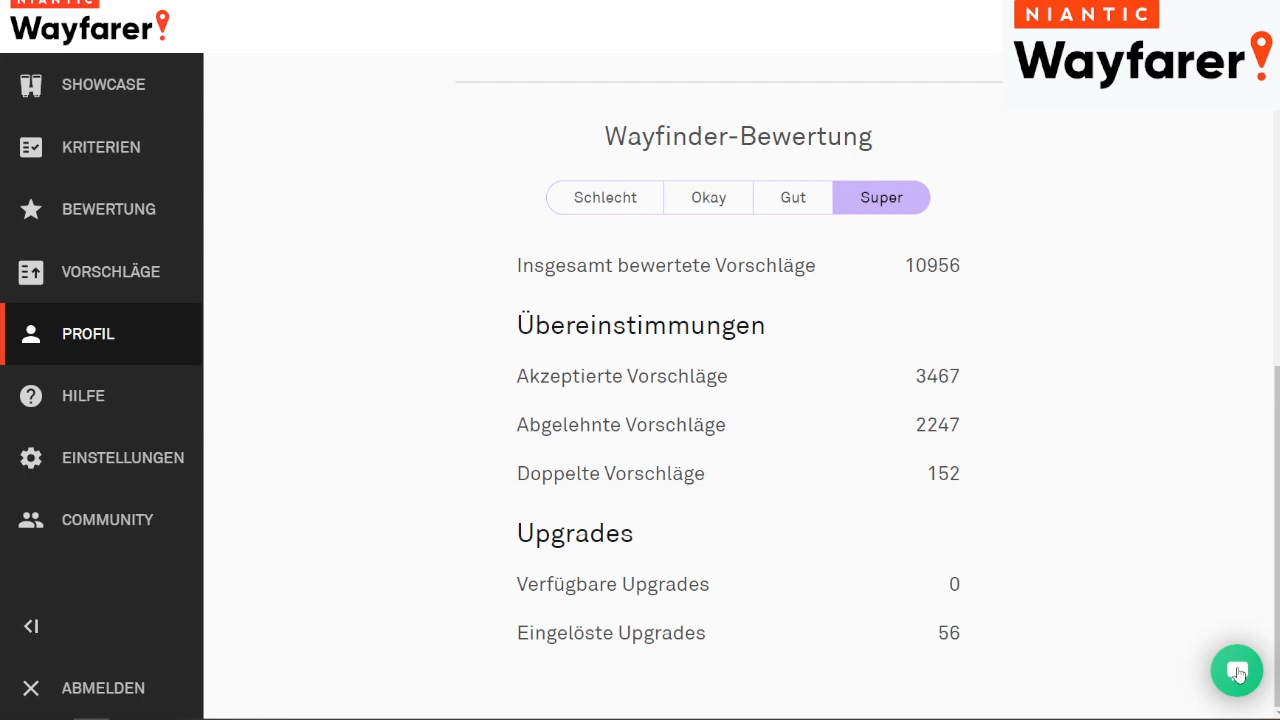 NIANTIC
Wayfarer
NIANTIC
Wayfarer
SHOWCASE
KRITERIEN
BEWERTUNG
VORSCHLÄGE
PROFIL
HILFE
EINSTELLUNGEN
COMMUNITY
ABMELDEN
Wayfinder-Bewertung
Schlecht Okay Gut Super
Insgesamt bewertete Vorschläge 10956
Übereinstimmungen
Akzeptierte Vorschläge 3467
Abgelehnte Vorschläge 2247
Doppelte Vorschläge 152
Upgrades
Verfügbare Upgrades 0
Eingelöste Upgrades 56